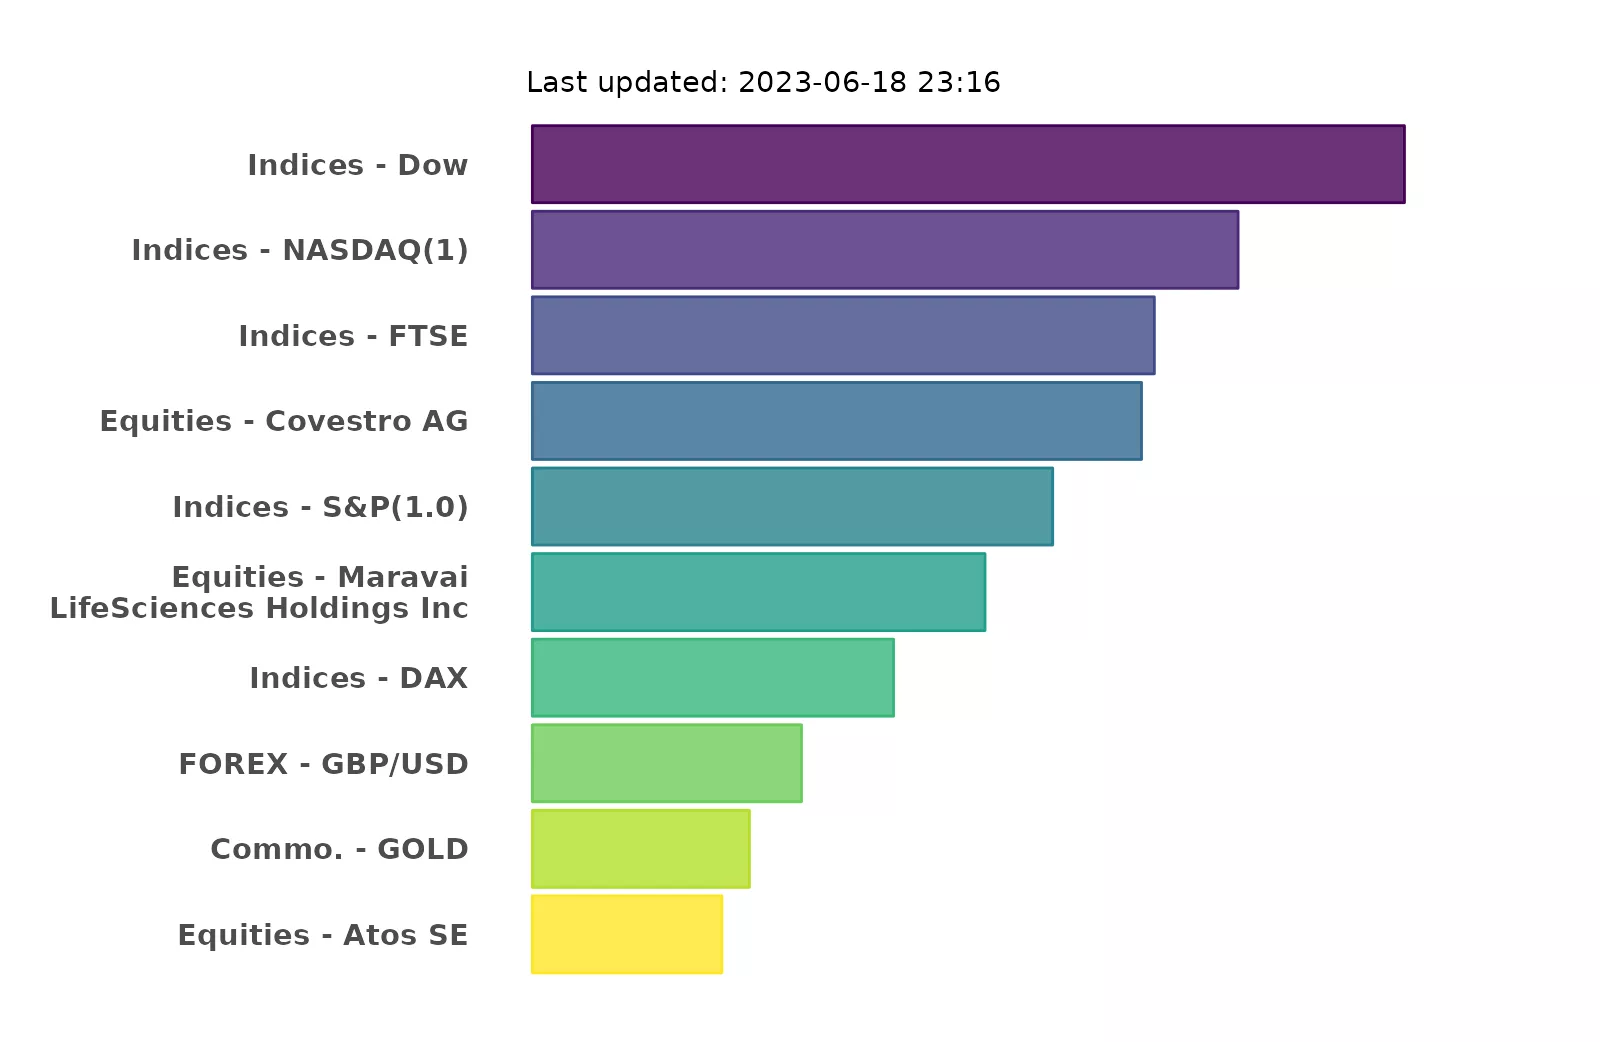 Last updated: 2023-06-18 23:16
Indices - Dow
Indices - NASDAQ(1)
Indices - FTSE
Equities - Covestro AG
Indices - S&P(1.0)
Equities - Maravai
LifeSciences Holdings Inc
Indices - DAX
FOREX - GBP/USD
Commo. - GOLD
Equities - Atos SE